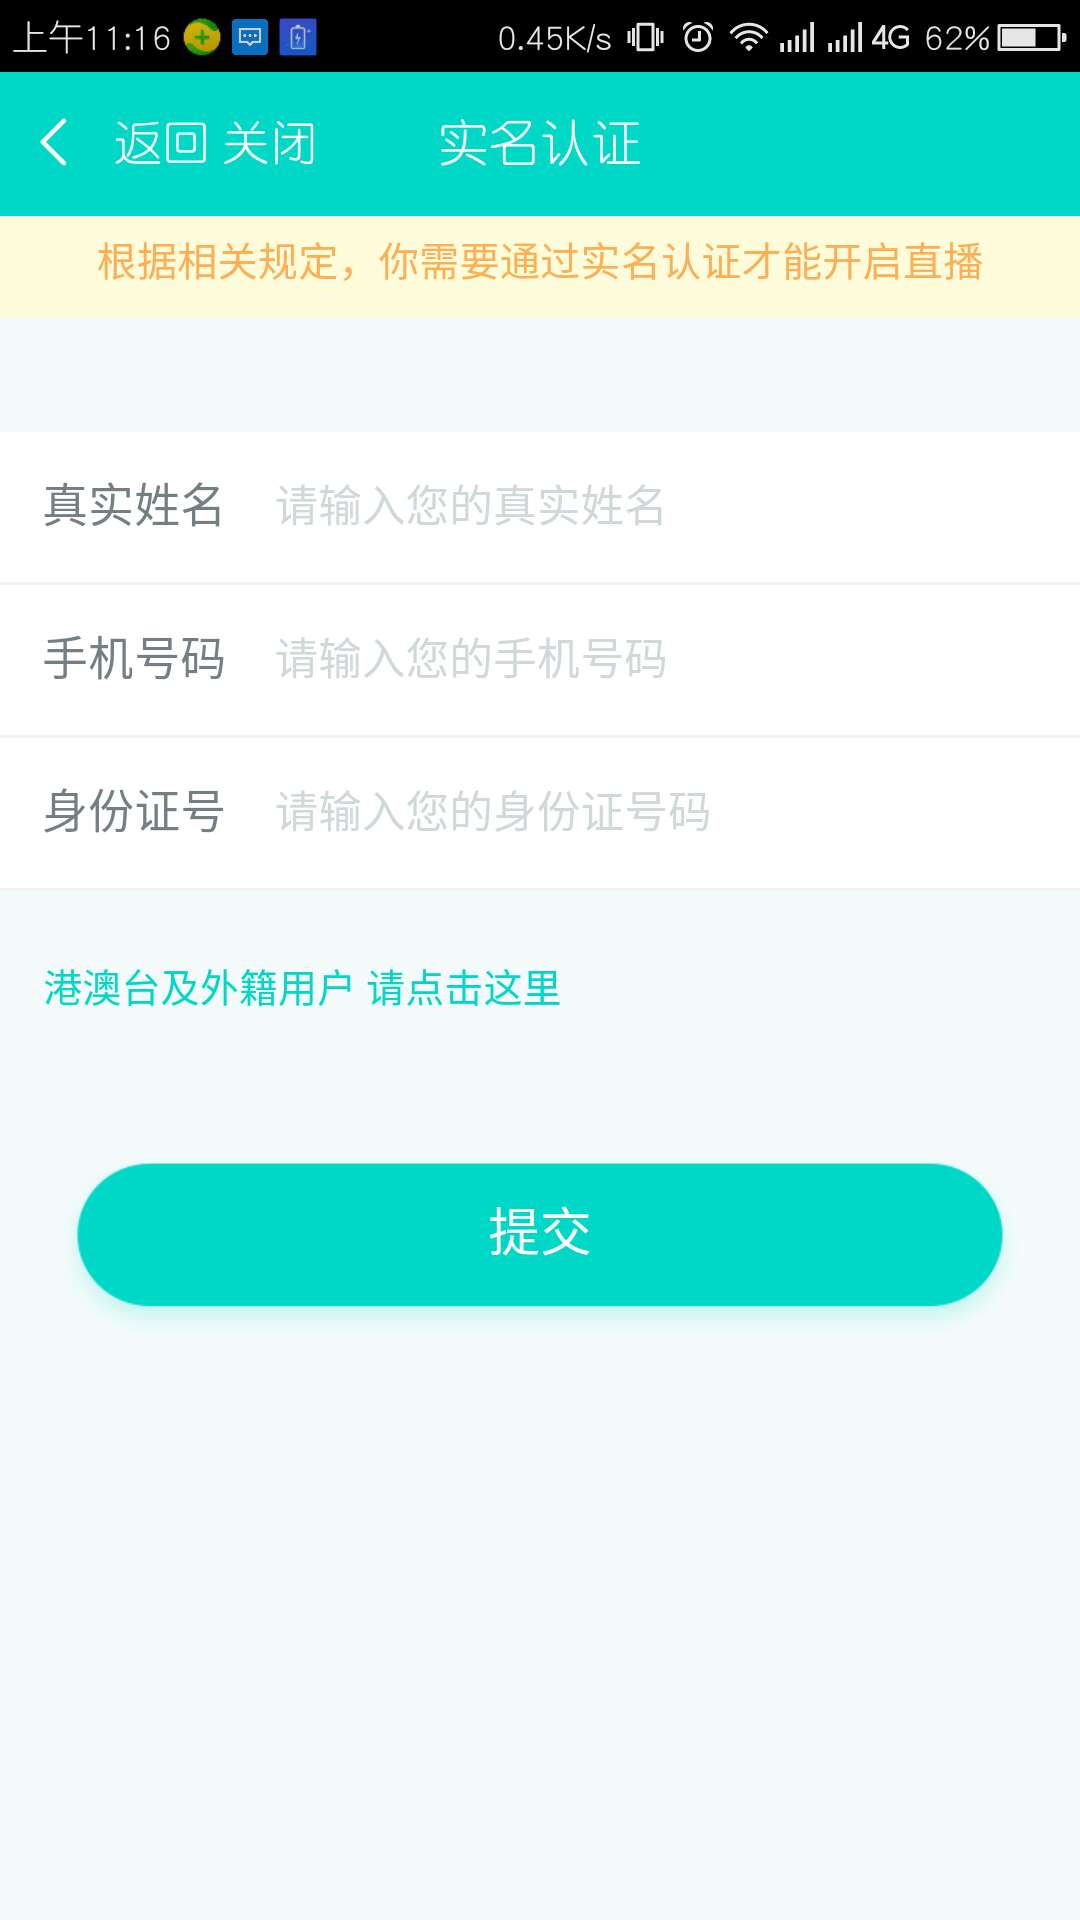 上午11:16 0.45K/s 4G 62%
返回 关闭 实名认证
根据相关规定，你需要通过实名认证才能开启直播
真实姓名 请输入您的真实姓名
手机号码 请输入您的手机号码
身份证号 请输入您的身份证号码
港澳台及外籍用户 请点击这里
提交